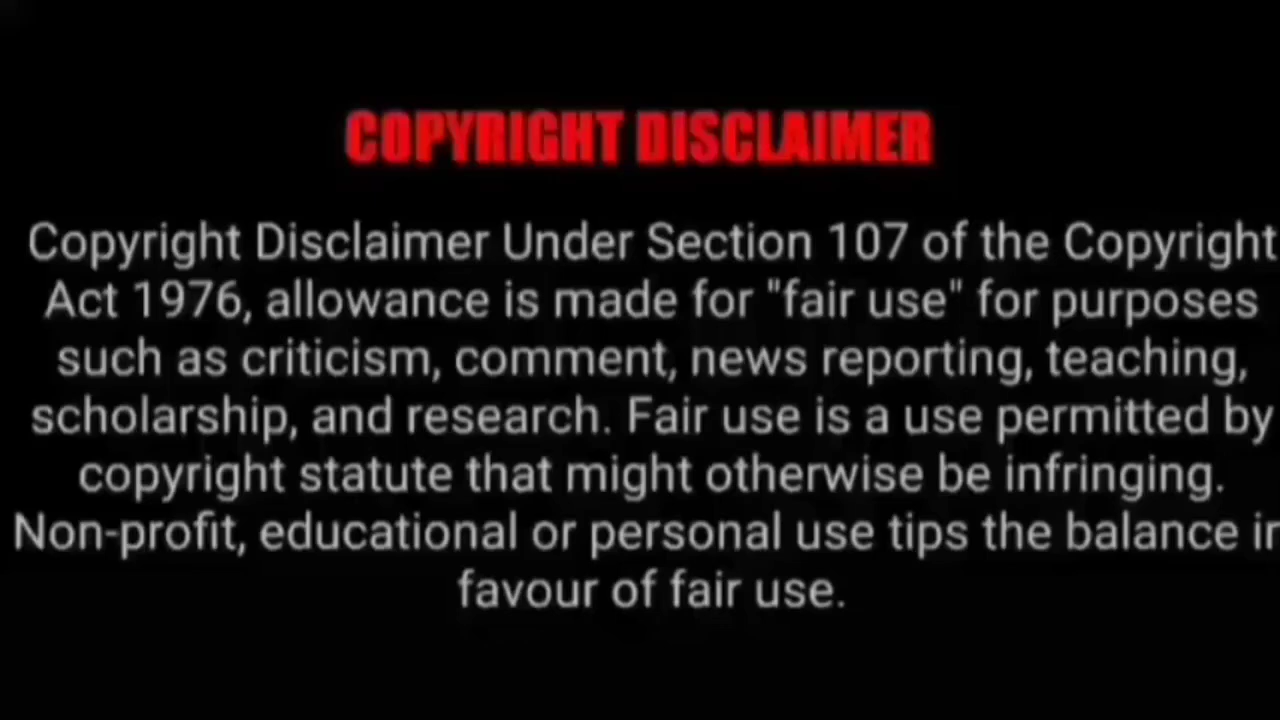 COPYRIGHT DISCLAIMER
Copyright Disclaimer Under Section 107 of the Copyright
Act 1976, allowance is made for "fair use" for purposes
such as criticism, comment, news reporting, teaching,
scholarship, and research. Fair use is a use permitted by
copyright statute that might otherwise be infringing.
Non-profit, educational or personal use tips the balance in
favour of fair use.